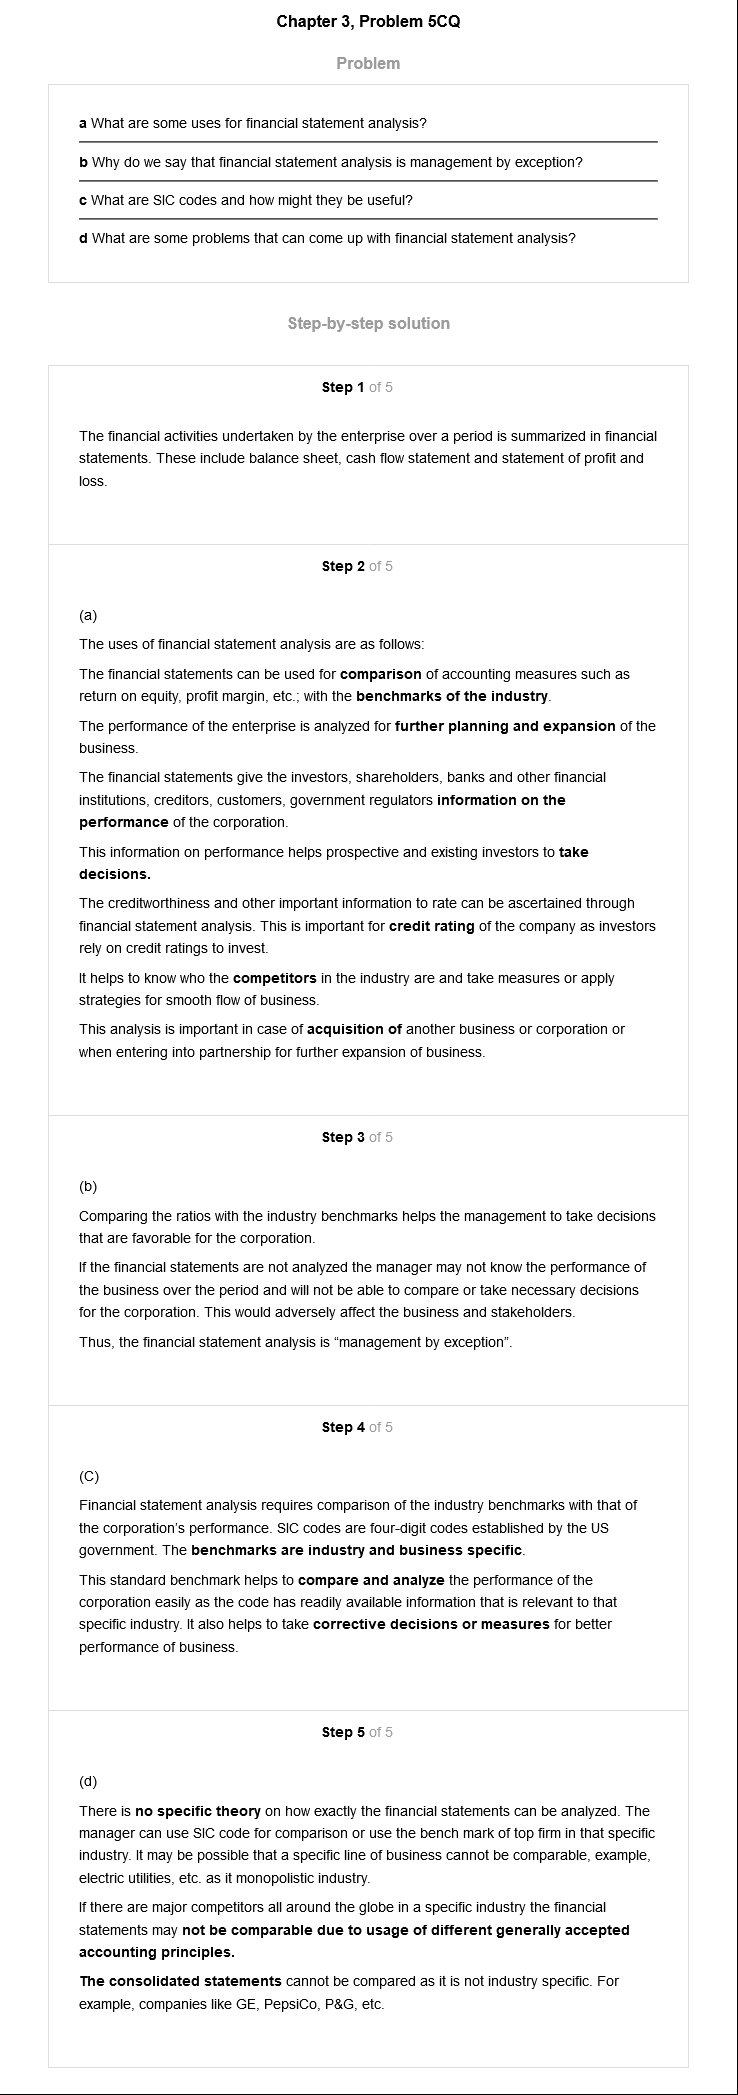 Chapter 3, Problem 5CQ
Problem
a What are some uses for financial statement analysis?
b Why do we say that financial statement analysis is management by exception?
c What are SIC codes and how might they be useful?
d What are some problems that can come up with financial statement analysis?
Step-by-step solution
Step 1 of 5
The financial activities undertaken by the enterprise over a period is summarized in financial
statements. These include balance sheet, cash flow statement and statement of profit and
loss.
Step 2 of 5
(a)
The uses of financial statement analysis are as follows:
The financial statements can be used for comparison of accounting measures such as
return on equity, profit margin, etc.; with the benchmarks of the industry.
The performance of the enterprise is analyzed for further planning and expansion of the
business.
The financial statements give the investors, shareholders, banks and other financial
institutions, creditors, customers, government regulators information on the
performance of the corporation.
This information on performance helps prospective and existing investors to take
decisions.
The creditworthiness and other important information to rate can be ascertained through
financial statement analysis. This is important for credit rating of the company as investors
rely on credit ratings to invest.
It helps to know who the competitors in the industry are and take measures or apply
strategies for smooth flow of business.
This analysis is important in case of acquisition of another business or corporation or
when entering into partnership for further expansion of business.
Step 3 of 5
(b)
Comparing the ratios with the industry benchmarks helps the management to take decisions
that are favorable for the corporation.
If the financial statements are not analyzed the manager may not know the performance of
the business over the period and will not be able to compare or take necessary decisions
for the corporation. This would adversely affect the business and stakeholders.
Thus, the financial statement analysis is “management by exception”.
Step 4 of 5
(C)
Financial statement analysis requires comparison of the industry benchmarks with that of
the corporation’s performance. SIC codes are four-digit codes established by the US
government. The benchmarks are industry and business specific.
This standard benchmark helps to compare and analyze the performance of the
corporation easily as the code has readily available information that is relevant to that
specific industry. It also helps to take corrective decisions or measures for better
performance of business.
Step 5 of 5
(d)
There is no specific theory on how exactly the financial statements can be analyzed. The
manager can use SIC code for comparison or use the bench mark of top firm in that specific
industry. It may be possible that a specific line of business cannot be comparable, example,
electric utilities, etc. as it monopolistic industry.
If there are major competitors all around the globe in a specific industry the financial
statements may not be comparable due to usage of different generally accepted
accounting principles.
The consolidated statements cannot be compared as it is not industry specific. For
example, companies like GE, PepsiCo, P&G, etc.